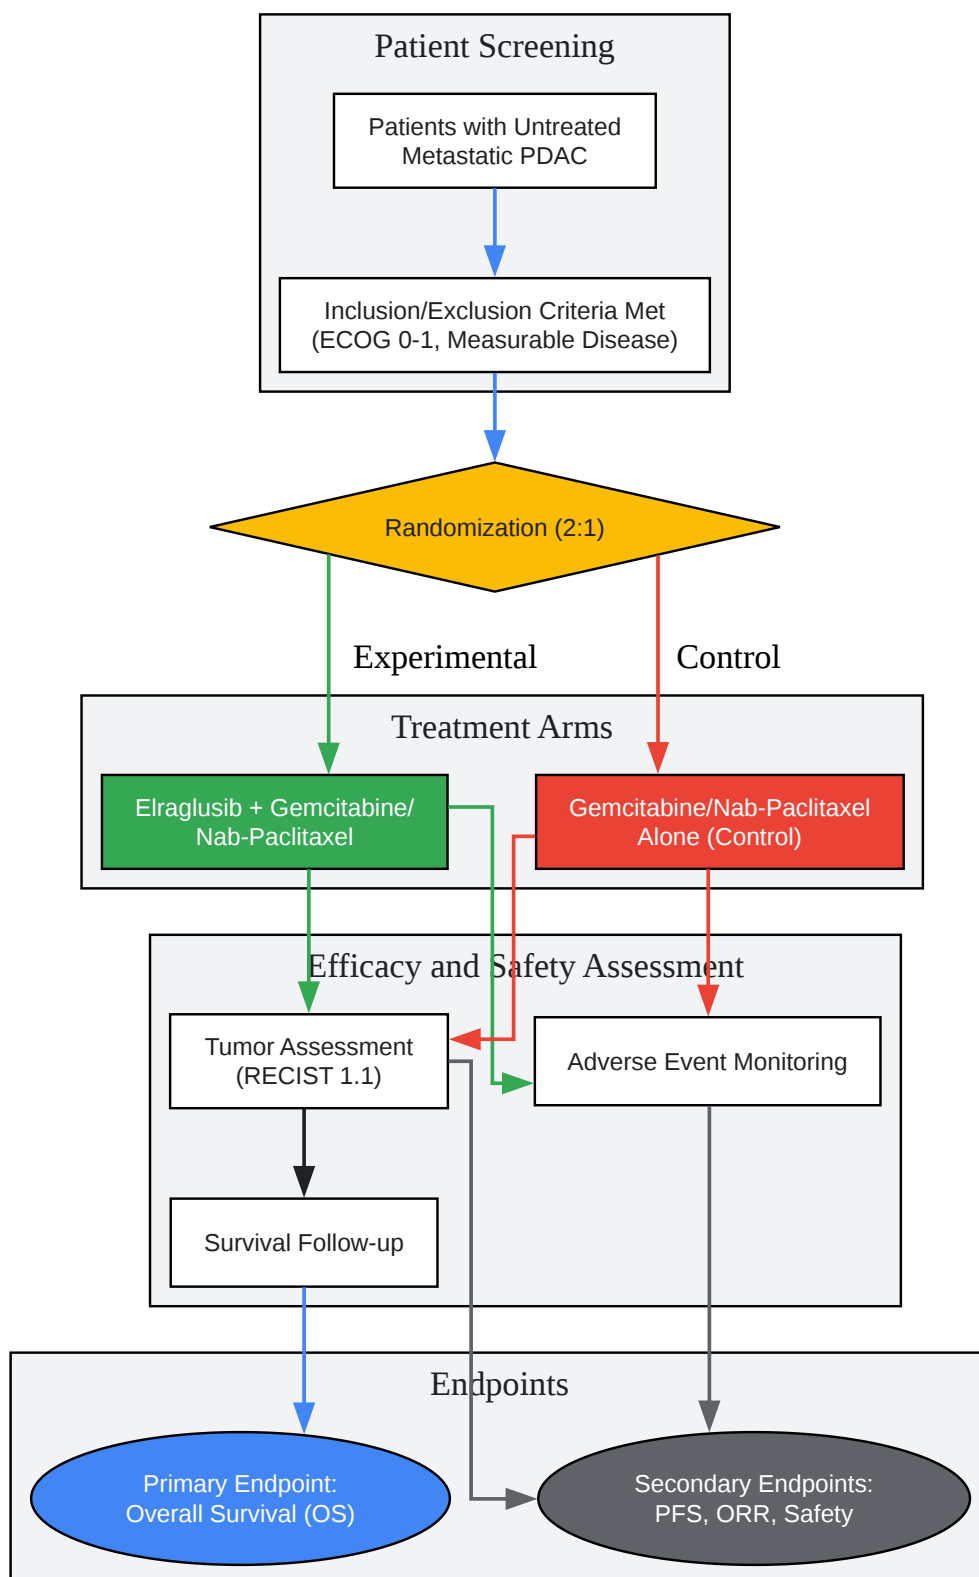 Patient Screening
Patients with Untreated
Metastatic PDAC
Inclusion/Exclusion Criteria Met
(ECOG 0-1, Measurable Disease)
Randomization (2:1)
Experimental
Control
Treatment Arms
Elraglusib + Gemcitabine/
Nab-Paclitaxel
Gemcitabine/Nab-Paclitaxel
Alone (Control)
Efficacy and Safety Assessment
Tumor Assessment
(RECIST 1.1)
Adverse Event Monitoring
Survival Follow-up
Endpoints
Primary Endpoint:
Overall Survival (OS)
Secondary Endpoints:
PFS, ORR, Safety